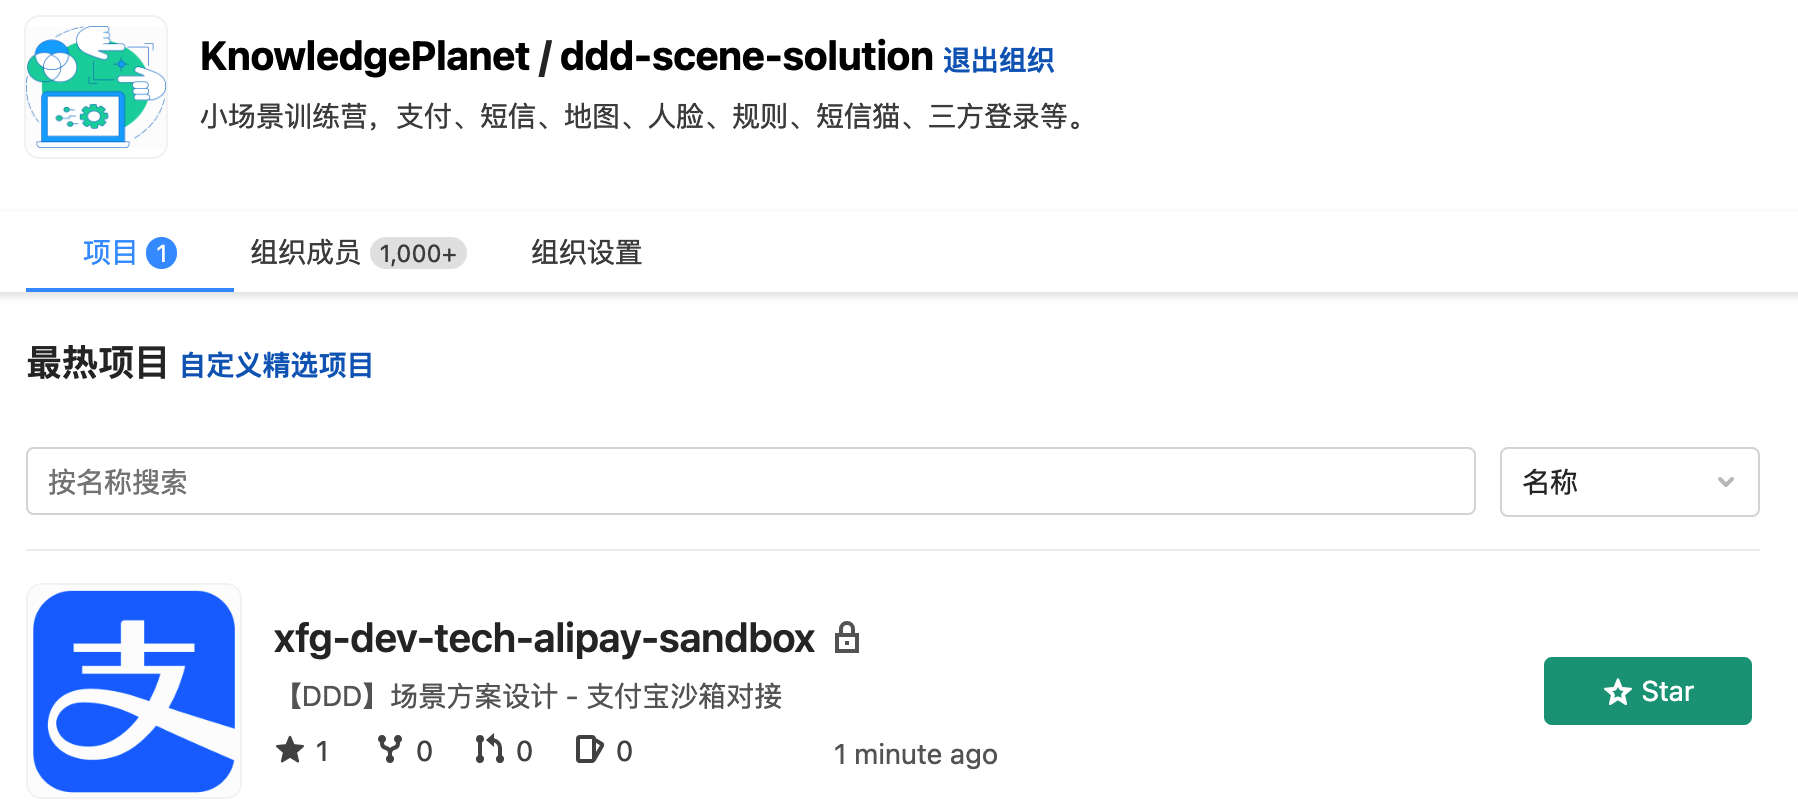 KnowledgePlanet / ddd-scene-solution 退出组织
小场景训练营，支付、短信、地图、人脸、规则、短信猫、三方登录等。
项目 1 组织成员 1,000+ 组织设置
最热项目 自定义精选项目
按名称搜索 名称
支
xfg-dev-tech-alipay-sandbox
【DDD】场景方案设计 - 支付宝沙箱对接
Star
1 0 0 0 1 minute ago